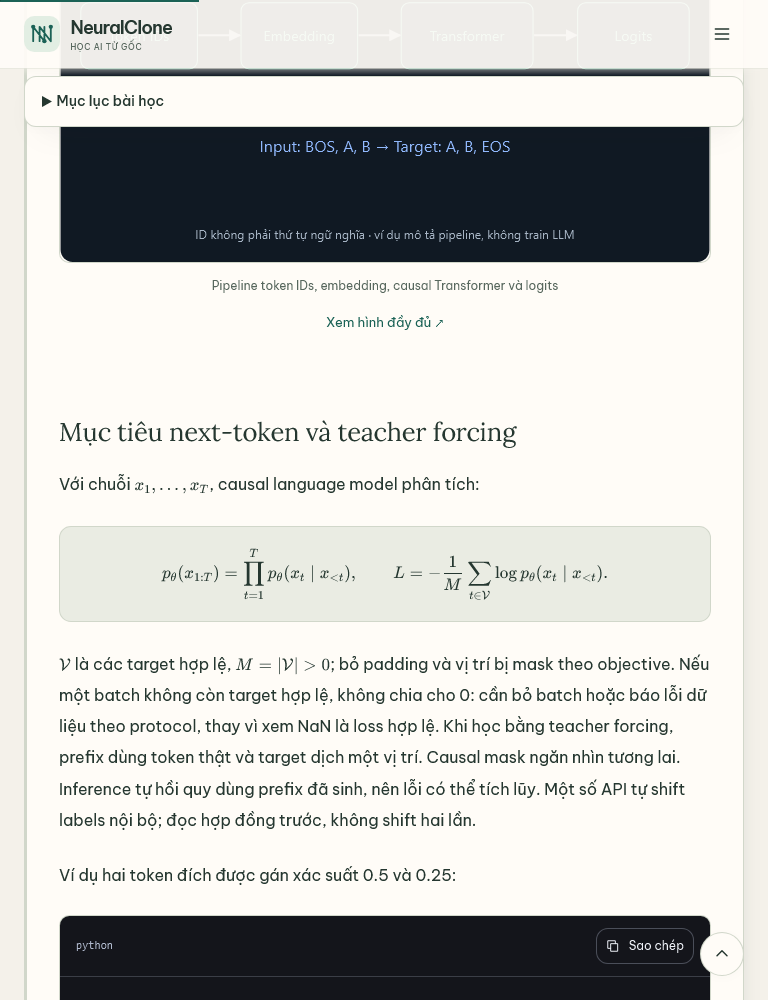 NeuralClone
HỌC AI TỪ GỐC
Embedding
Transformer
Logits
▶ Mục lục bài học
Input: BOS, A, B → Target: A, B, EOS
ID không phải thứ tự ngữ nghĩa · ví dụ mô tả pipeline, không train LLM
Pipeline token IDs, embedding, causal Transformer và logits
Xem hình đầy đủ ↗
Mục tiêu next-token và teacher forcing
Với chuỗi x₁, . . . , x_T, causal language model phân tích:
p_θ(x_{1:T}) = ∏_{t=1}^{T} p_θ(x_t | x_{<t}), L = −\frac{1}{M} ∑_{t∈𝒱} log p_θ(x_t | x_{<t}).
𝒱 là các target hợp lệ, M = |𝒱| > 0; bỏ padding và vị trí bị mask theo objective. Nếu
một batch không còn target hợp lệ, không chia cho 0: cần bỏ batch hoặc báo lỗi dữ
liệu theo protocol, thay vì xem NaN là loss hợp lệ. Khi học bằng teacher forcing,
prefix dùng token thật và target dịch một vị trí. Causal mask ngăn nhìn tương lai.
Inference tự hồi quy dùng prefix đã sinh, nên lỗi có thể tích lũy. Một số API tự shift
labels nội bộ; đọc hợp đồng trước, không shift hai lần.
Ví dụ hai token đích được gán xác suất 0.5 và 0.25:
python
Sao chép